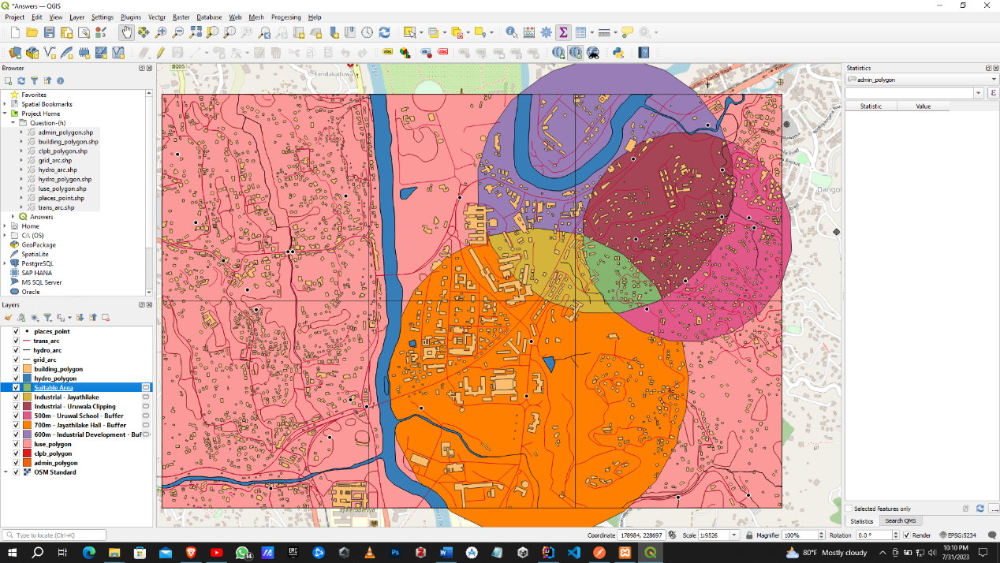 *Answers — QGIS
Project Edit View Layer Settings Plugins Vector Raster Database Web Mesh Processing Help
Browser
Favorites
Spatial Bookmarks
Project Home
Question-(h)
admin_polygon.shp
building_polygon.shp
clpb_polygon.shp
grid_arc.shp
hydro_arc.shp
hydro_polygon.shp
luse_polygon.shp
places_point.shp
trans_arc.shp
Answers
Home
C:\ (OS)
GeoPackage
SpatiaLite
PostgreSQL
SAP HANA
MS SQL Server
Oracle
Layers
places_point
trans_arc
hydro_arc
grid_arc
building_polygon
hydro_polygon
Suitable Area
Industrial - Jayathilake
Industrial - Uruwala Clipping
500m - Uruwal School - Buffer
700m - Jayathilake Hall - Buffer
600m - Industrial Development - Buf
luse_polygon
clpb_polygon
admin_polygon
OSM Standard
B005
Kendakaduwa
Dangol
Statistics
admin_polygon
Statistic Value
Selected features only
Statistics Search QMS
Type to locate (Ctrl+K)
Coordinate 178984, 228697 Scale 1:9526 Magnifier 100% Rotation 0.0 ° Render EPSG:5234
14
80°F Mostly cloudy
10:10 PM
7/31/2023